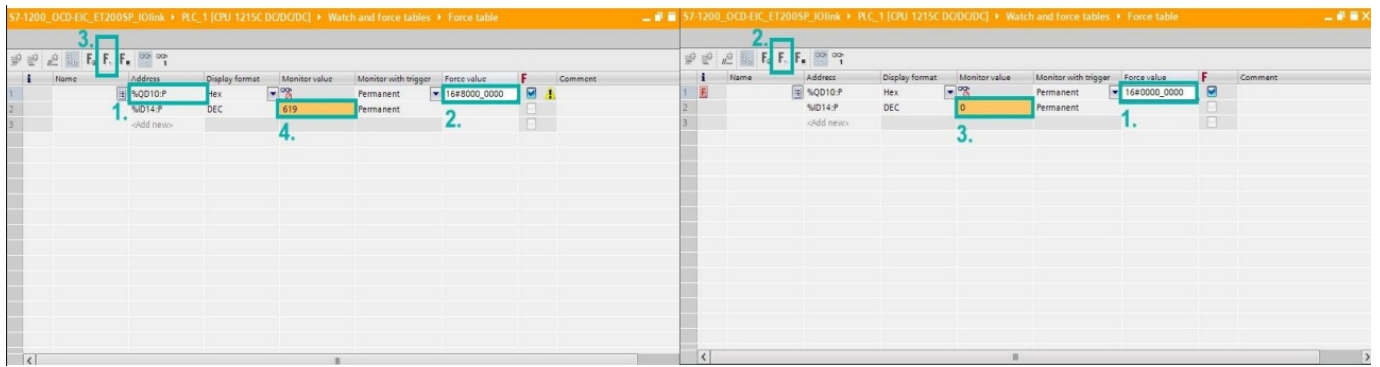 S7-1200_OCD-EIC_ET200SP_IOlink ▸ PLC_1 [CPU 1215C DC/DC/DC] ▸ Watch and force tables ▸ Force table
3.
i Name Address Display format Monitor value Monitor with trigger Force value F Comment
1 %QD10:P Hex Permanent 16#8000_0000
2 %ID14:P DEC 619 Permanent
3 <Add new>
1.
2.
4.
S7-1200_OCD-EIC_ET200SP_IOlink ▸ PLC_1 [CPU 1215C DC/DC/DC] ▸ Watch and force tables ▸ Force table
2.
i Name Address Display format Monitor value Monitor with trigger Force value F Comment
1 F %QD10:P Hex Permanent 16#0000_0000
2 %ID14:P DEC 0 Permanent
3 <Add new>
1.
3.